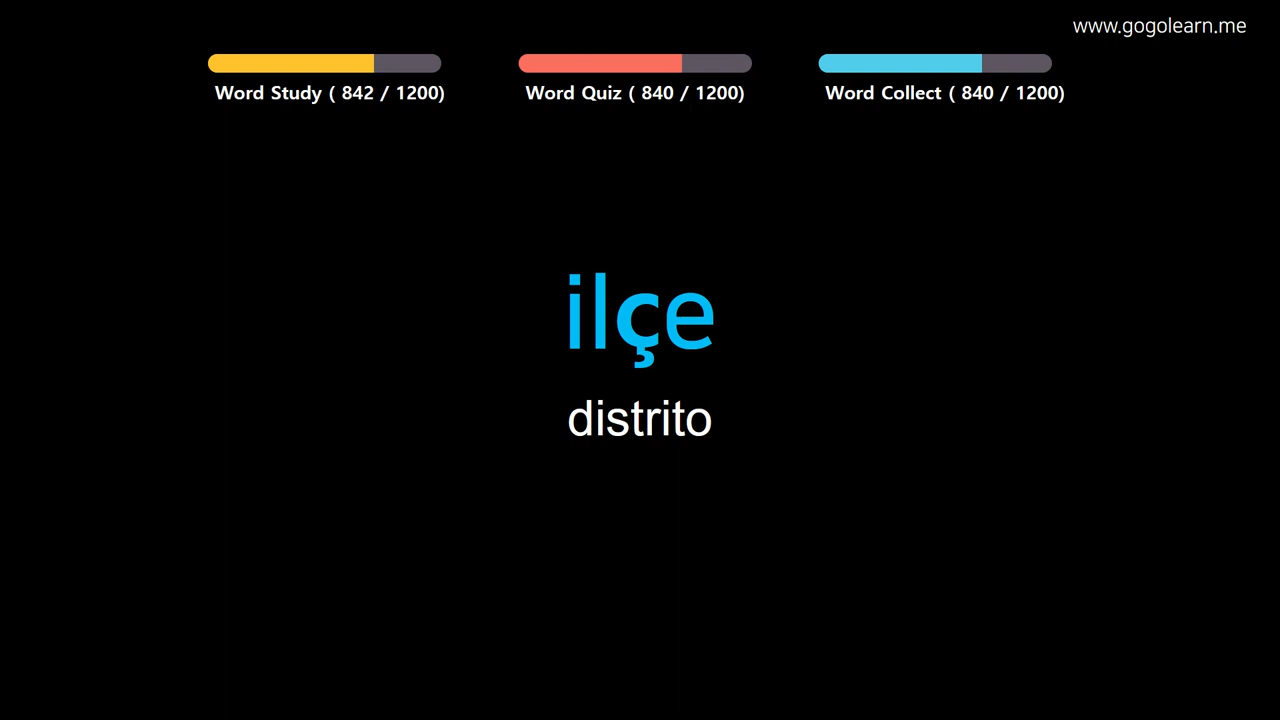 www.gogolearn.me
Word Study ( 842 / 1200)
Word Quiz ( 840 / 1200)
Word Collect ( 840 / 1200)
ilçe
distrito